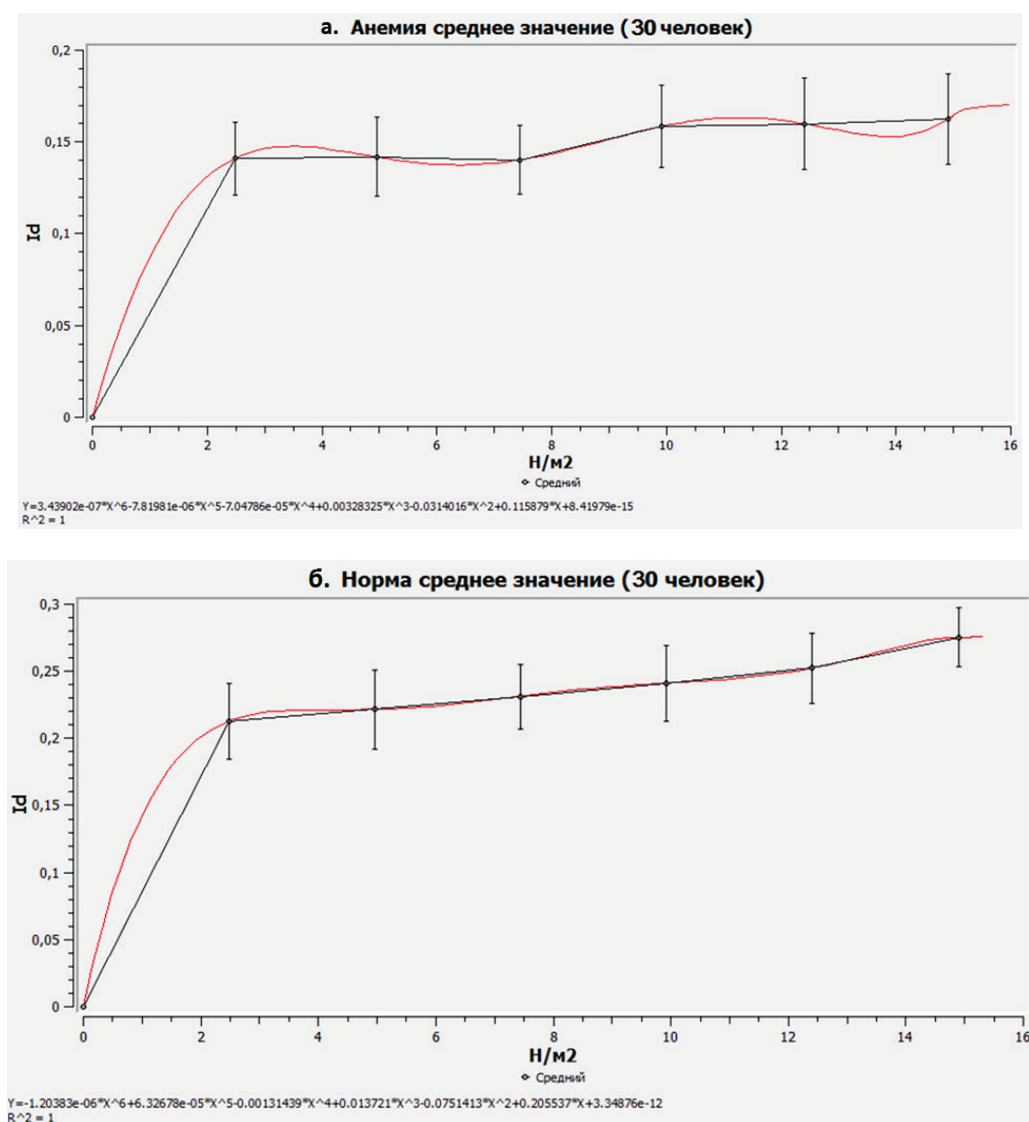 а. Анемия среднее значение (30 человек)
0,2
0,15
0,1
0,05
0
Id
0 2 4 6 8 10 12 14 16
Н/м2
Средний
Y=3.43902e-07*X^6-7.81981e-06*X^5-7.04786e-05*X^4+0.00328325*X^3-0.0314016*X^2+0.115879*X+8.41979e-15
R^2 = 1
б. Норма среднее значение (30 человек)
0,3
0,25
0,2
0,15
0,1
0,05
0
Id
0 2 4 6 8 10 12 14 16
Н/м2
Средний
Y=-1.20383e-06*X^6+6.32678e-05*X^5-0.00131439*X^4+0.013721*X^3-0.0751413*X^2+0.205537*X+3.34876e-12
R^2 = 1